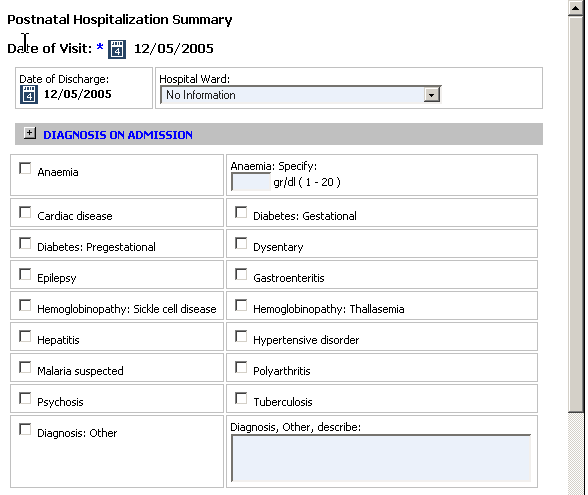 Postnatal Hospitalization Summary
Date of Visit: * 4 12/05/2005
Date of Discharge:
4 12/05/2005
Hospital Ward:
No Information
+ DIAGNOSIS ON ADMISSION
Anaemia
Anaemia: Specify:
gr/dl ( 1 - 20 )
Cardiac disease
Diabetes: Gestational
Diabetes: Pregestational
Dysentary
Epilepsy
Gastroenteritis
Hemoglobinopathy: Sickle cell disease
Hemoglobinopathy: Thallasemia
Hepatitis
Hypertensive disorder
Malaria suspected
Polyarthritis
Psychosis
Tuberculosis
Diagnosis: Other
Diagnosis, Other, describe: